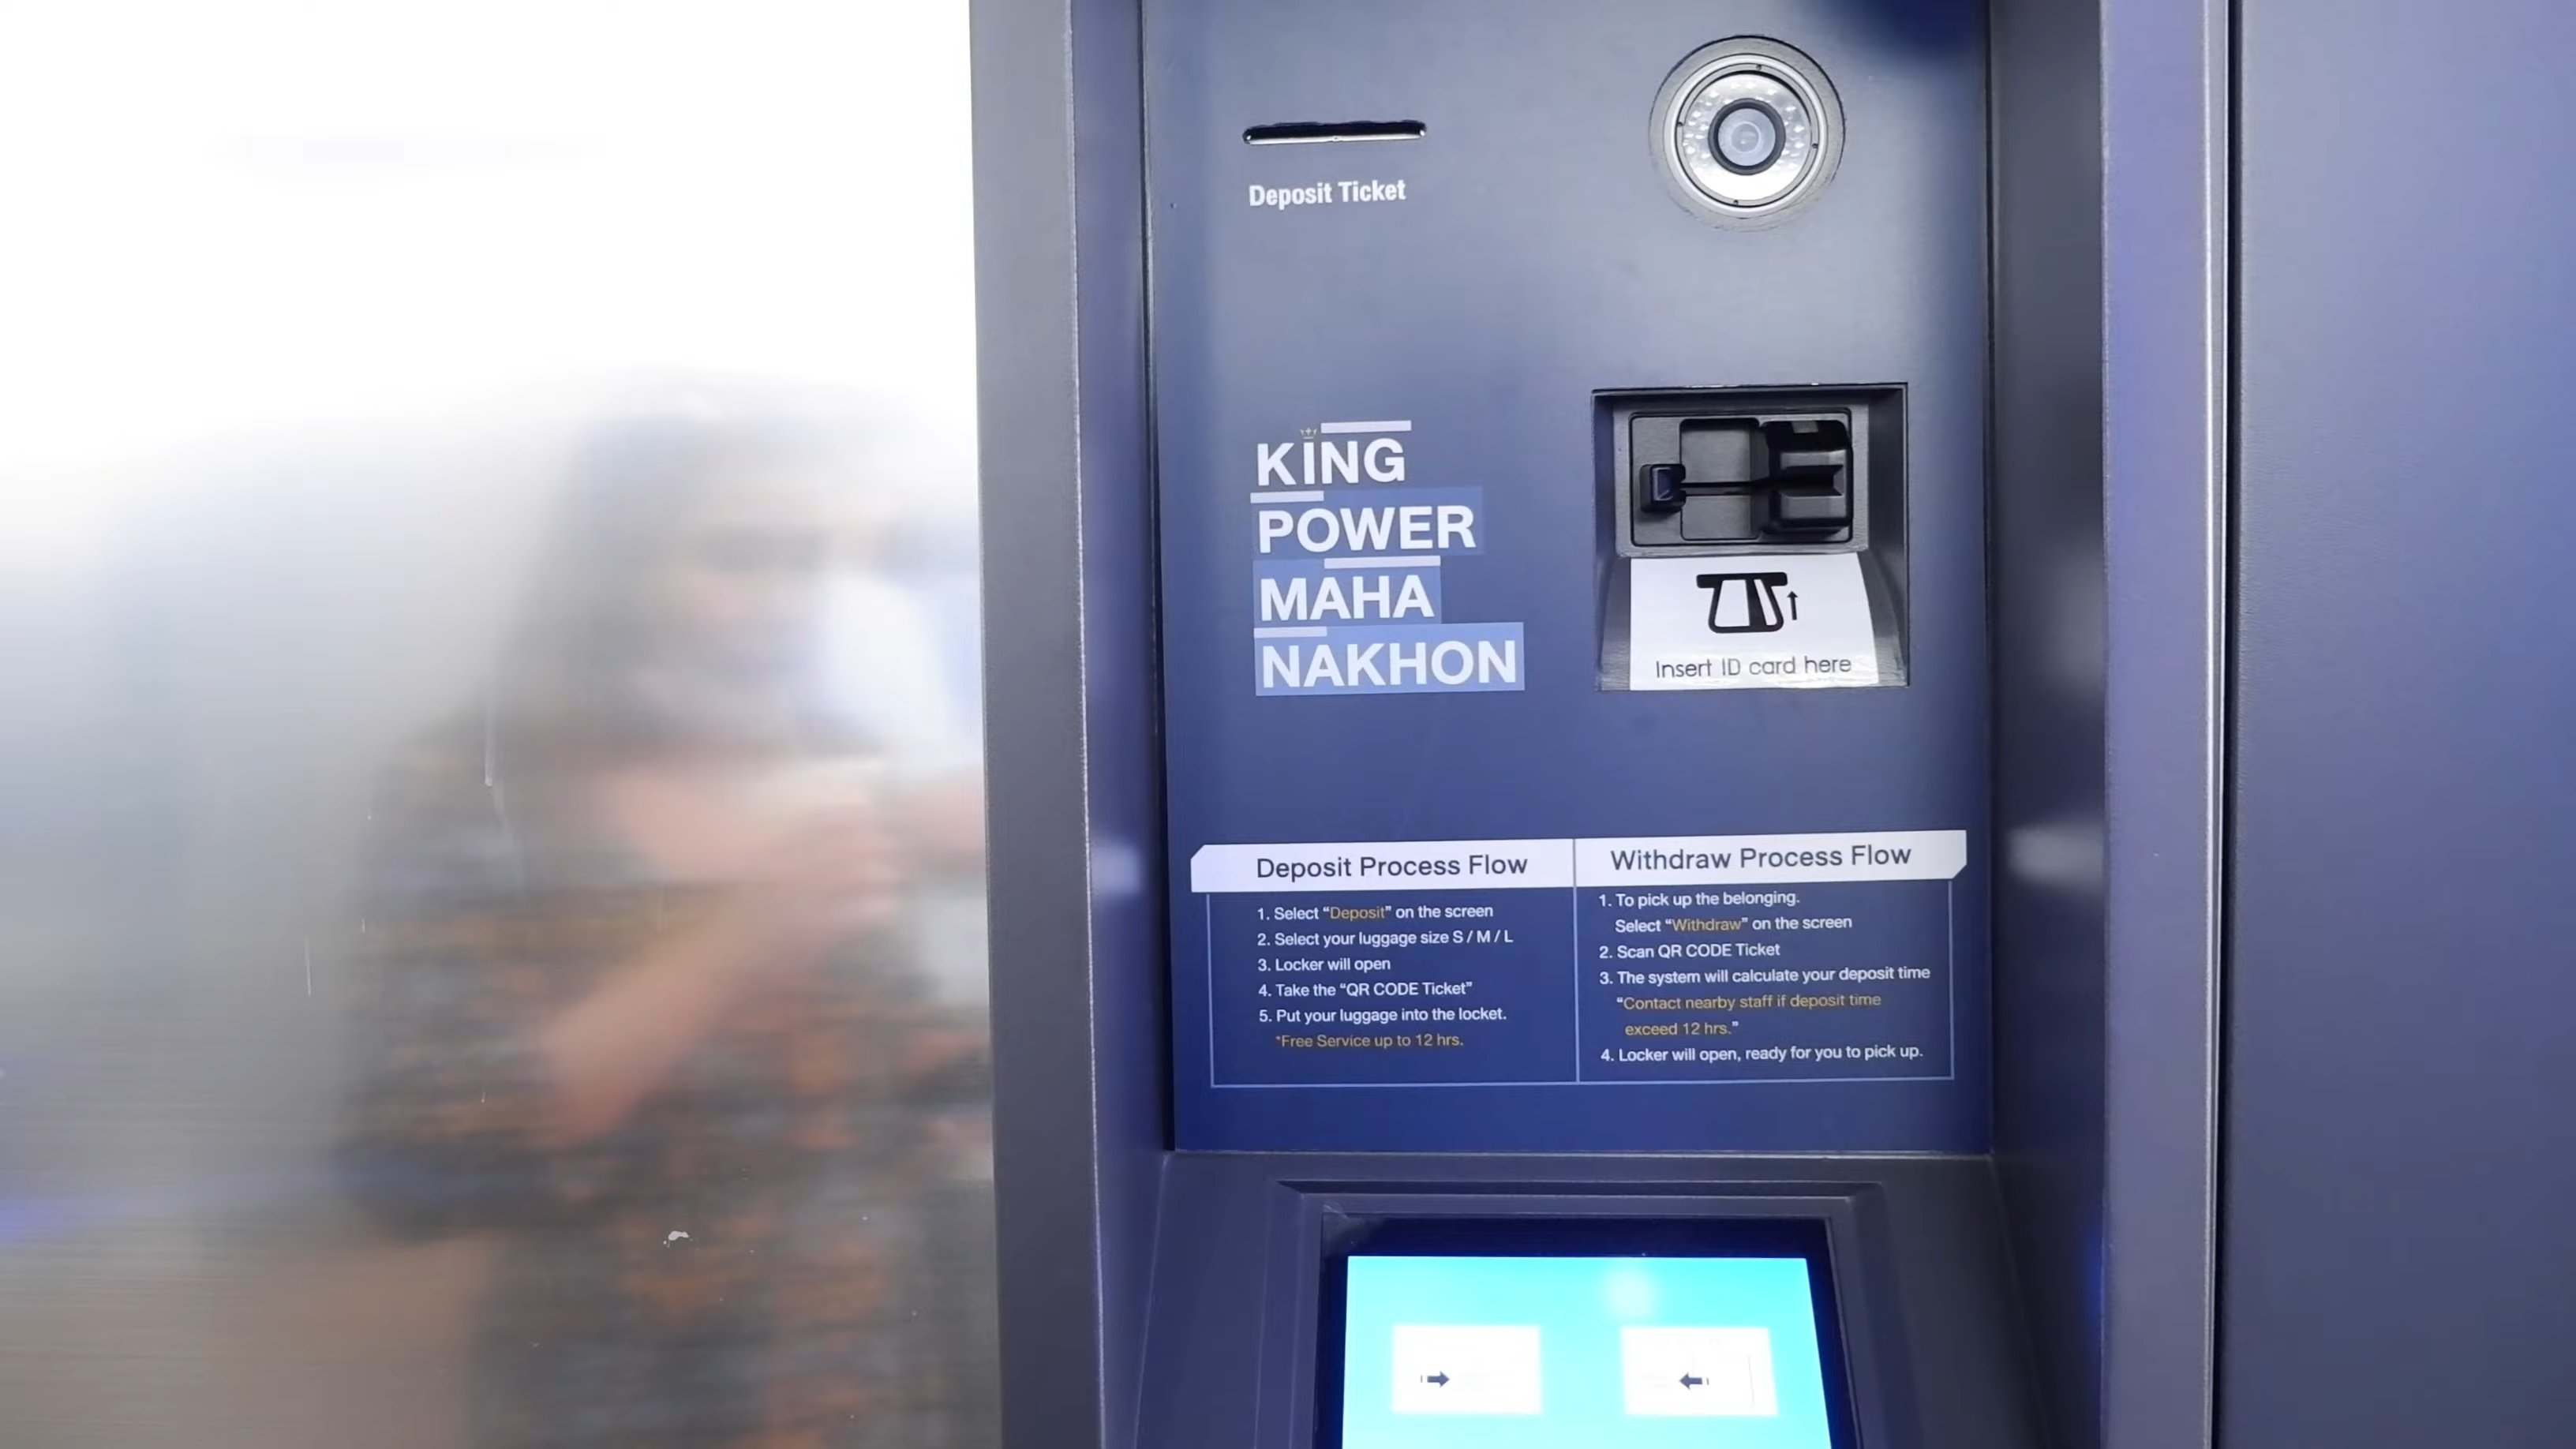 Deposit Ticket
KING
POWER
MAHA
NAKHON
Insert ID card here
Deposit Process Flow
1. Select “Deposit” on the screen
2. Select your luggage size S / M / L
3. Locker will open
4. Take the “QR CODE Ticket”
5. Put your luggage into the locket.
*Free Service up to 12 hrs.
Withdraw Process Flow
1. To pick up the belonging.
Select “Withdraw” on the screen
2. Scan QR CODE Ticket
3. The system will calculate your deposit time
“Contact nearby staff if deposit time
exceed 12 hrs.”
4. Locker will open, ready for you to pick up.